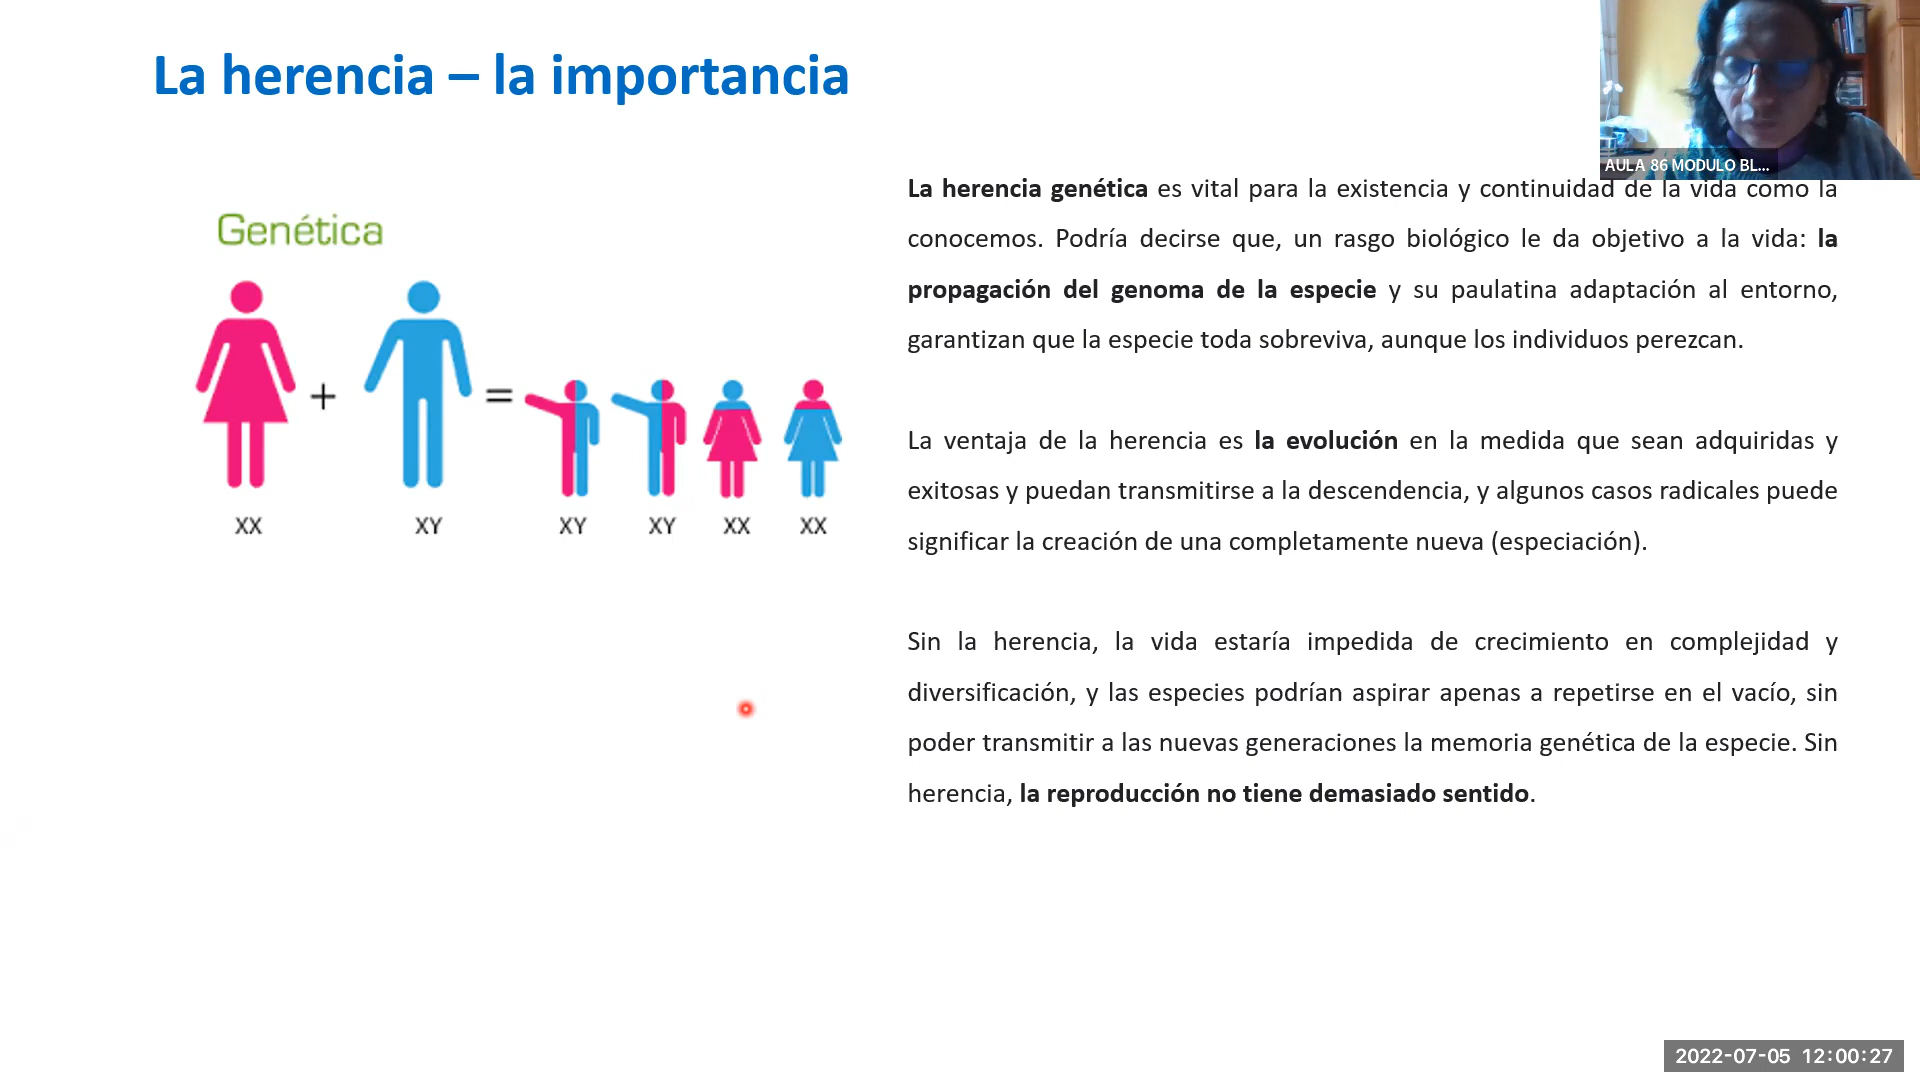 La herencia – la importancia
AULA 86 MODULO BL...
Genética
+
=
XX
XY
XY
XY
XX
XX
La herencia genética es vital para la existencia y continuidad de la vida como la
conocemos. Podría decirse que, un rasgo biológico le da objetivo a la vida: la
propagación del genoma de la especie y su paulatina adaptación al entorno,
garantizan que la especie toda sobreviva, aunque los individuos perezcan.
La ventaja de la herencia es la evolución en la medida que sean adquiridas y
exitosas y puedan transmitirse a la descendencia, y algunos casos radicales puede
significar la creación de una completamente nueva (especiación).
Sin la herencia, la vida estaría impedida de crecimiento en complejidad y
diversificación, y las especies podrían aspirar apenas a repetirse en el vacío, sin
poder transmitir a las nuevas generaciones la memoria genética de la especie. Sin
herencia, la reproducción no tiene demasiado sentido.
2022-07-05 12:00:27